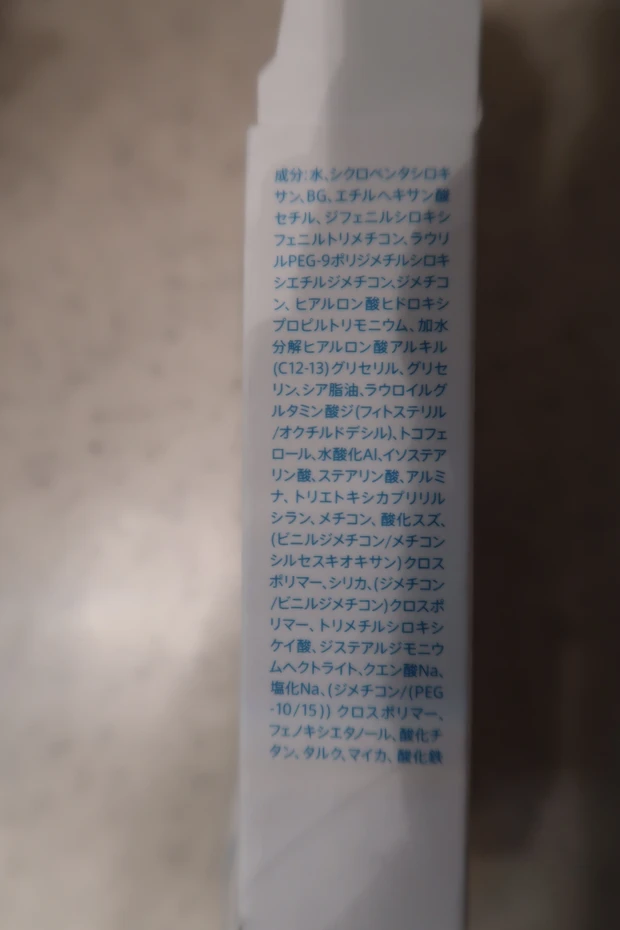 成分:水、シクロペンタシロキ
サン、BG、エチルヘキサン酸
セチル、ジフェニルシロキシ
フェニルトリメチコン、ラウリ
ルPEG-9ポリジメチルシロキ
シエチルジメチコン、ジメチコ
ン、ヒアルロン酸ヒドロキシ
プロピルトリモニウム、加水
分解ヒアルロン酸アルキル
(C12-13)グリセリル、グリセ
リン、シア脂油、ラウロイルグ
ルタミン酸ジ(フィトステリル
/オクチルドデシル)、トコフェ
ロール、水酸化Al、イソステア
リン酸、ステアリン酸、アルミ
ナ、トリエトキシカプリリル
シラン、メチコン、酸化スズ、
(ビニルジメチコン/メチコン
シルセスキオキサン)クロス
ポリマー、シリカ、(ジメチコン
/ビニルジメチコン)クロスポ
リマー、トリメチルシロキシ
ケイ酸、ジステアルジモニウ
ムヘクトライト、クエン酸Na、
塩化Na、(ジメチコン/(PEG
-10/15))クロスポリマー、
フェノキシエタノール、酸化チ
タン、タルク、マイカ、酸化鉄